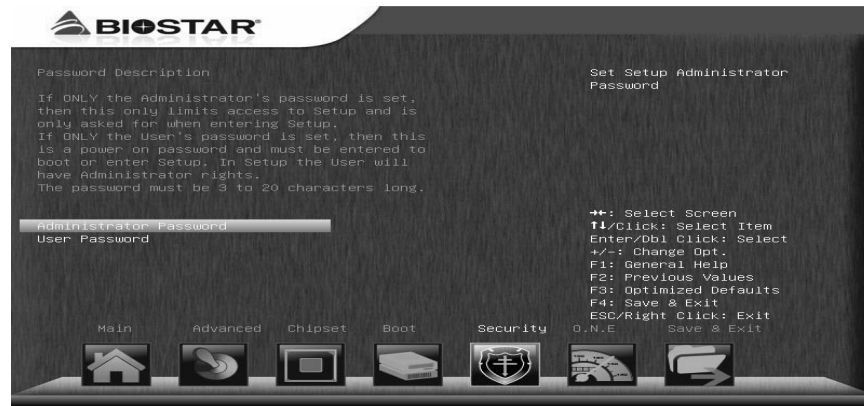 BIOSTAR®
Password Description
If ONLY the Administrator's password is set,
then this only limits access to Setup and is
only asked for when entering Setup.
If ONLY the User's password is set, then this
is a power on password and must be entered to
boot or enter Setup. In Setup the User will
have Administrator rights.
The password must be 3 to 20 characters long.
Administrator Password
User Password
Set Setup Administrator
Password
→←: Select Screen
↑↓/Click: Select Item
Enter/Dbl Click: Select
+/-: Change Opt.
F1: General Help
F2: Previous Values
F3: Optimized Defaults
F4: Save & Exit
ESC/Right Click: Exit
Main Advanced Chipset Boot Security O.N.E Save & Exit